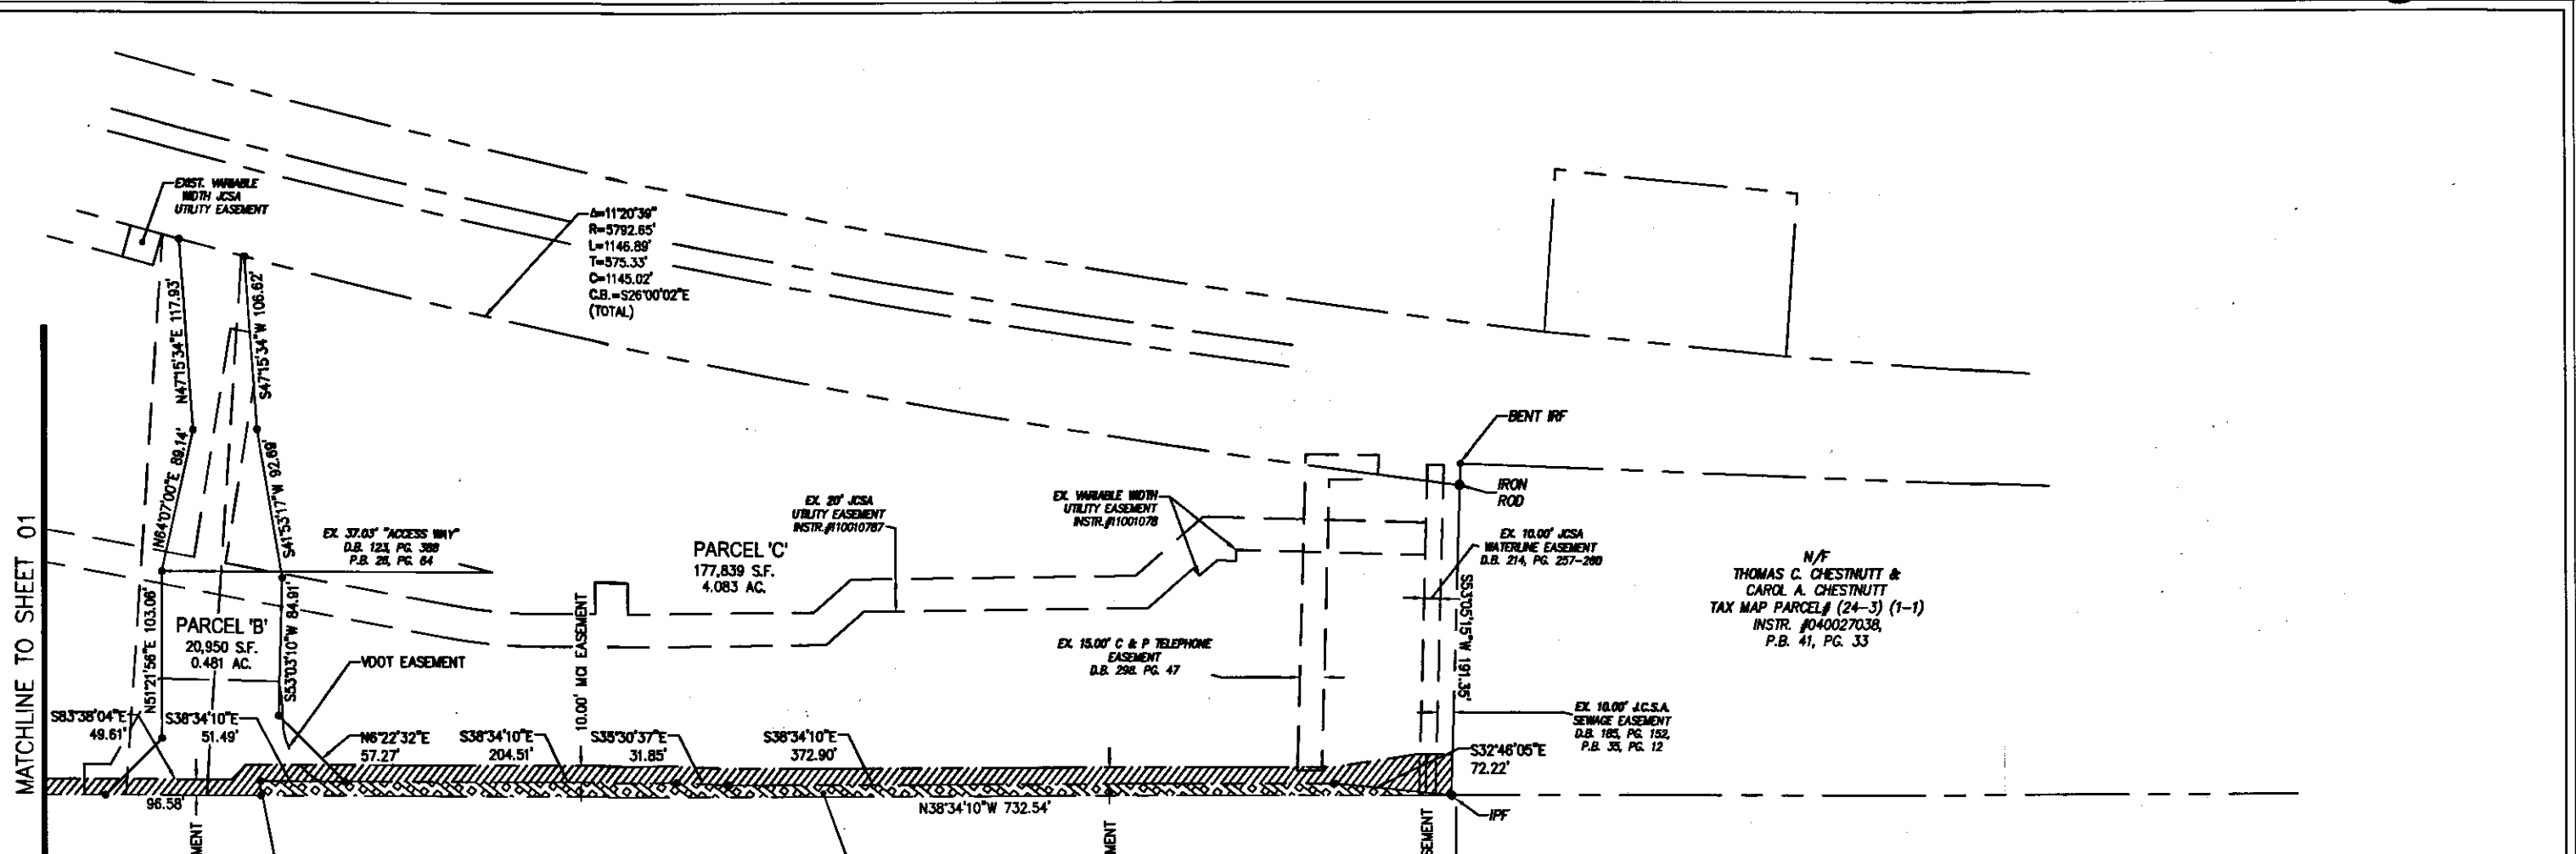 EXIST. VARIABLE
WIDTH JCSA
UTILITY EASEMENT
Δ=11°20'39"
R=5792.65'
L=1146.89'
T=575.33'
C=1145.02'
C.B.=S26°00'02"E
(TOTAL)
N47°15'34"E 117.93'
S47°15'34"W 106.62'
N64°07'00"E 89.14'
S41°53'17"W 92.69'
BENT IRF
IRON
ROD
EX. 37.03' "ACCESS WAY"
D.B. 123, PG. 388
P.B. 26, PG. 64
PARCEL 'C'
177,839 S.F.
4.083 AC.
EX. 20' JCSA
UTILITY EASEMENT
INSTR.#110010787
EX. VARIABLE WIDTH
UTILITY EASEMENT
INSTR.#11001078
EX. 10.00' JCSA
WATERLINE EASEMENT
D.B. 214, PG. 257-260
N/F
THOMAS C. CHESTNUTT &
CAROL A. CHESTNUTT
TAX MAP PARCEL# (24-3) (1-1)
INSTR. #040027038,
P.B. 41, PG. 33
MATCHLINE TO SHEET 01
N51°21'56"E 103.06'
PARCEL 'B'
20,950 S.F.
0.481 AC.
S53°03'10"W 84.91'
VDOT EASEMENT
10.00' MCI EASEMENT
EX. 15.00' C & P TELEPHONE
EASEMENT
D.B. 298, PG. 47
S53°05'15"W 191.35'
EX. 10.00' J.C.S.A.
SEWAGE EASEMENT
D.B. 185, PG. 152,
P.B. 35, PG. 12
S83°38'04"E
49.61'
S38°34'10"E
51.49'
N6°22'32"E
57.27'
S38°34'10"E
204.51'
S35°30'37"E
31.85'
S38°34'10"E
372.90'
S32°46'05"E
72.22'
96.58'
N38°34'10"W 732.54'
IPF
MENT
MENT
SEMENT